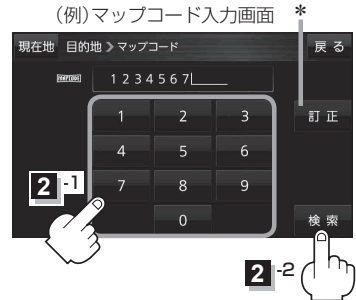 (例)マップコード入力画面 *
現在地 目的地 》マップコード 戻る
MAPCODE 1234567
1 2 3 訂正
4 5 6
7 8 9
0 検索
2-1
2-2